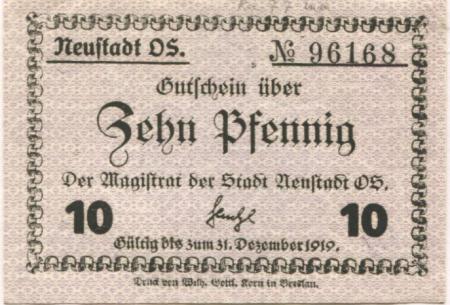 Neustadt OS. № 96168
Gutschein über
Zehn Pfennig
Der Magistrat der Stadt Neustadt OS.
10 10
Gültig bis zum 31. Dezember 1919.
Druck von Wilh. Gottl. Korn in Breslau.